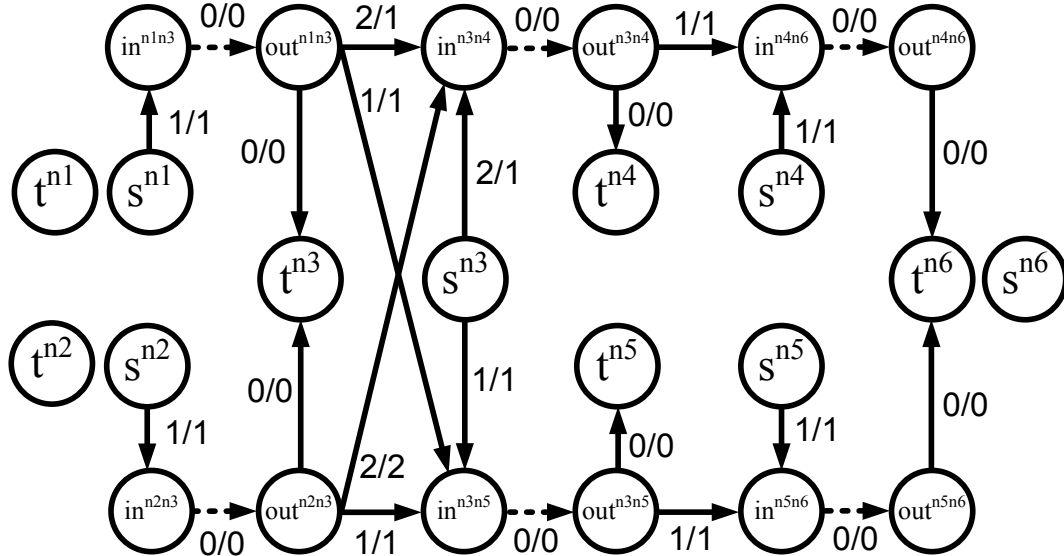 0/0 2/1 0/0 1/1 0/0
in^n1n3 out^n1n3 in^n3n4 out^n3n4 in^n4n6 out^n4n6
1/1 0/0 1/1 2/1 0/0 1/1 0/0
t^n1 s^n1 t^n4 s^n4
t^n3 s^n3 t^n6 s^n6
t^n2 s^n2 t^n5 s^n5
1/1 0/0 2/2 1/1 0/0 1/1 0/0
in^n2n3 out^n2n3 in^n3n5 out^n3n5 in^n5n6 out^n5n6
0/0 1/1 0/0 1/1 0/0